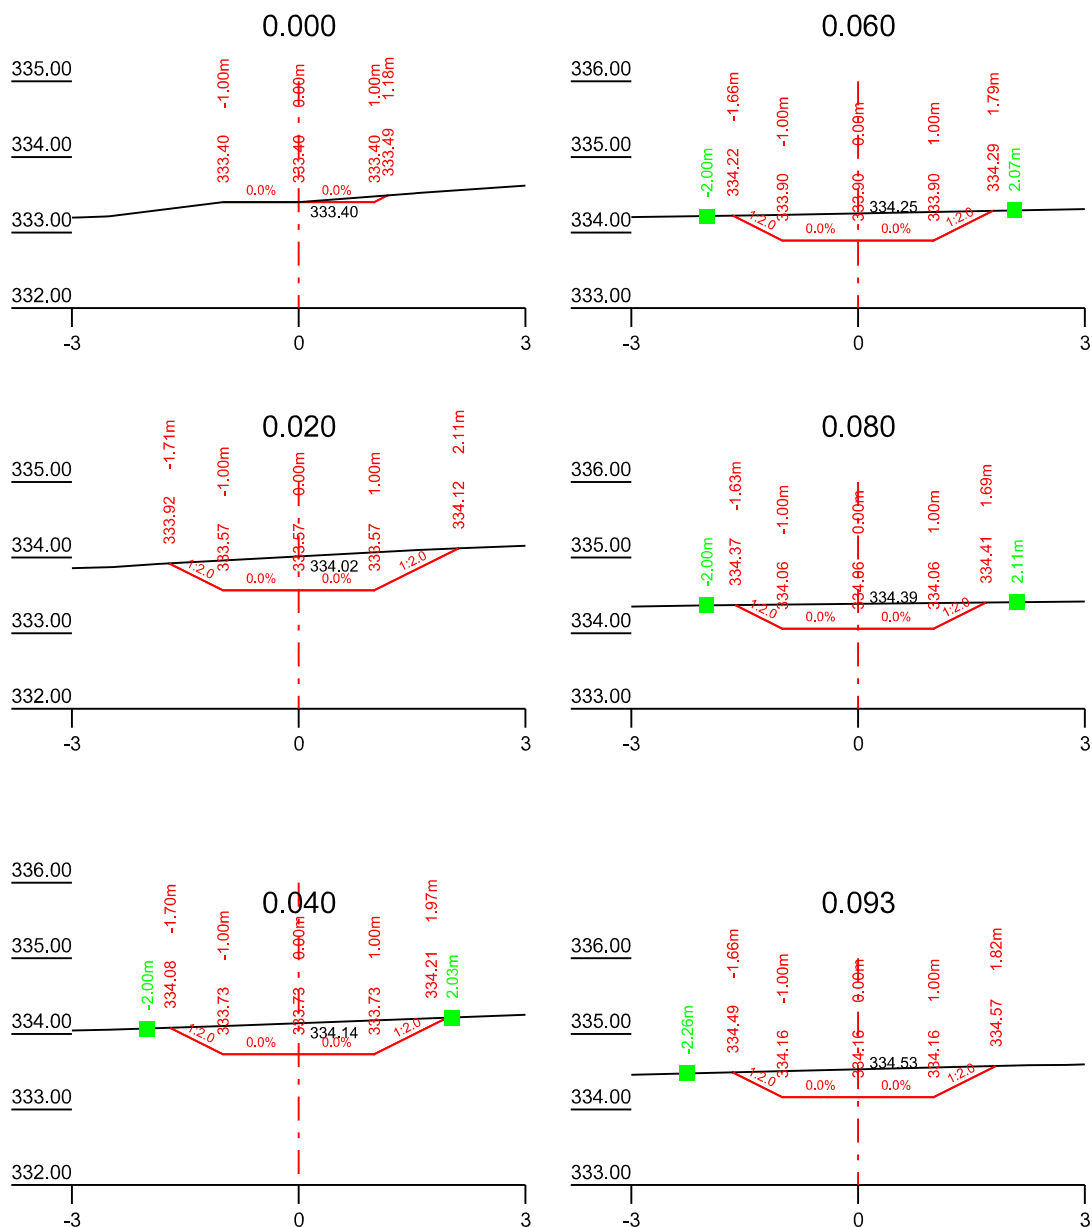 0.000
335.00
334.00
333.00
332.00
-1.00m
0.00m
1.00m
1.18m
333.40
333.40
333.40
333.49
0.0%
0.0%
333.40
-3
0
3
0.060
336.00
335.00
334.00
333.00
-2.00m
-1.66m
-1.00m
0.00m
1.00m
1.79m
2.07m
334.22
333.90
333.90
333.90
334.29
1:2.0
0.0%
0.0%
1:2.0
334.25
-3
0
3
0.020
335.00
334.00
333.00
332.00
-1.71m
-1.00m
0.00m
1.00m
2.11m
333.92
333.57
333.57
333.57
334.12
1:2.0
0.0%
0.0%
1:2.0
334.02
-3
0
3
0.080
336.00
335.00
334.00
333.00
-2.00m
-1.63m
-1.00m
0.00m
1.00m
1.69m
2.11m
334.37
334.06
334.06
334.06
334.41
1:2.0
0.0%
0.0%
1:2.0
334.39
-3
0
3
0.040
336.00
335.00
334.00
333.00
332.00
-2.00m
-1.70m
-1.00m
0.00m
1.00m
1.97m
2.03m
334.08
333.73
333.73
333.73
334.21
1:2.0
0.0%
0.0%
1:2.0
334.14
-3
0
3
0.093
336.00
335.00
334.00
333.00
-2.26m
-1.66m
-1.00m
0.00m
1.00m
1.82m
334.49
334.16
334.16
334.16
334.57
1:2.0
0.0%
0.0%
1:2.0
334.53
-3
0
3